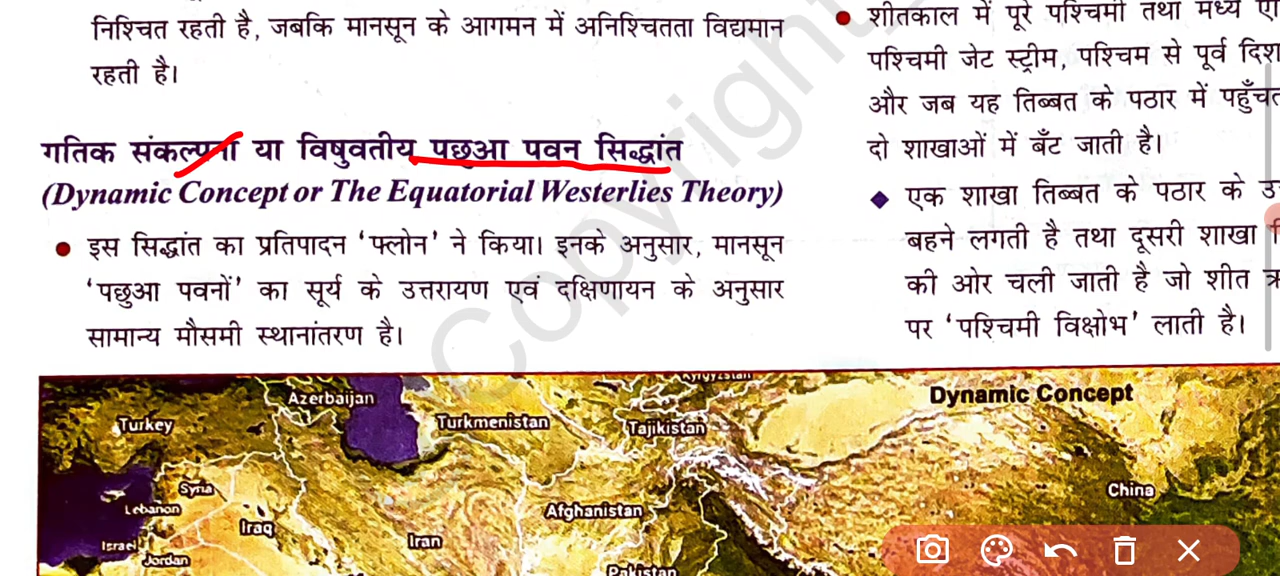 निश्चित रहती है, जबकि मानसून के आगमन में अनिश्चितता विद्यमान
रहती है।
गतिक संकल्पना या विषुवतीय पछुआ पवन सिद्धांत
(Dynamic Concept or The Equatorial Westerlies Theory)
इस सिद्धांत का प्रतिपादन ‘फ्लोन’ ने किया। इनके अनुसार, मानसून
‘पछुआ पवनों’ का सूर्य के उत्तरायण एवं दक्षिणायन के अनुसार
सामान्य मौसमी स्थानांतरण है।
शीतकाल में पूरे पश्चिमी तथा मध्य
पश्चिमी जेट स्ट्रीम, पश्चिम से पूर्व
और जब यह तिब्बत के पठार में
दो शाखाओं में बँट जाती है।
एक शाखा तिब्बत के पठार के
बहने लगती है तथा दूसरी शाखा
की ओर चली जाती है जो शीत
पर ‘पश्चिमी विक्षोभ’ लाती है।
Copyright
Dynamic Concept
Kyrgyzstan
Azerbaijan
Turkey
Turkmenistan
Tajikistan
Syria
China
Lebanon
Afghanistan
Iraq
Israel
Iran
Jordan
Pakistan